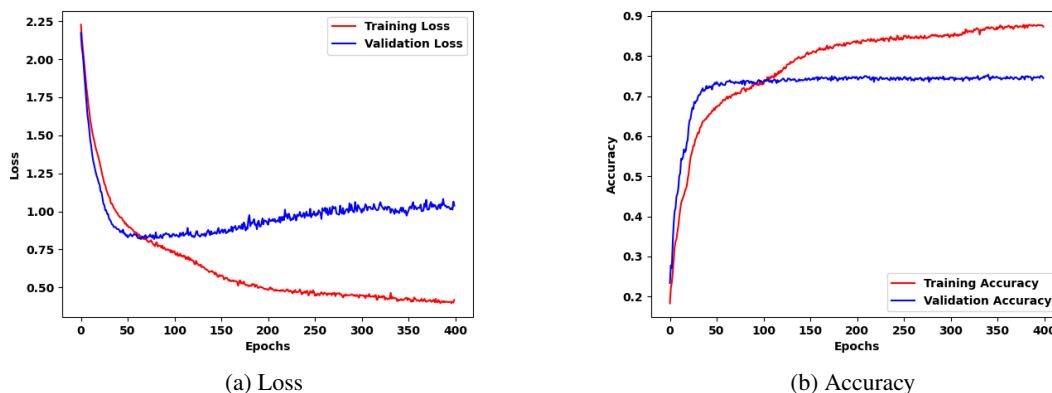 2.25
2.00
1.75
1.50
1.25
1.00
0.75
0.50
Loss
Training Loss
Validation Loss
0 50 100 150 200 250 300 350 400
Epochs
(a) Loss
0.9
0.8
0.7
0.6
0.5
0.4
0.3
0.2
Accuracy
Training Accuracy
Validation Accuracy
0 50 100 150 200 250 300 350 400
Epochs
(b) Accuracy